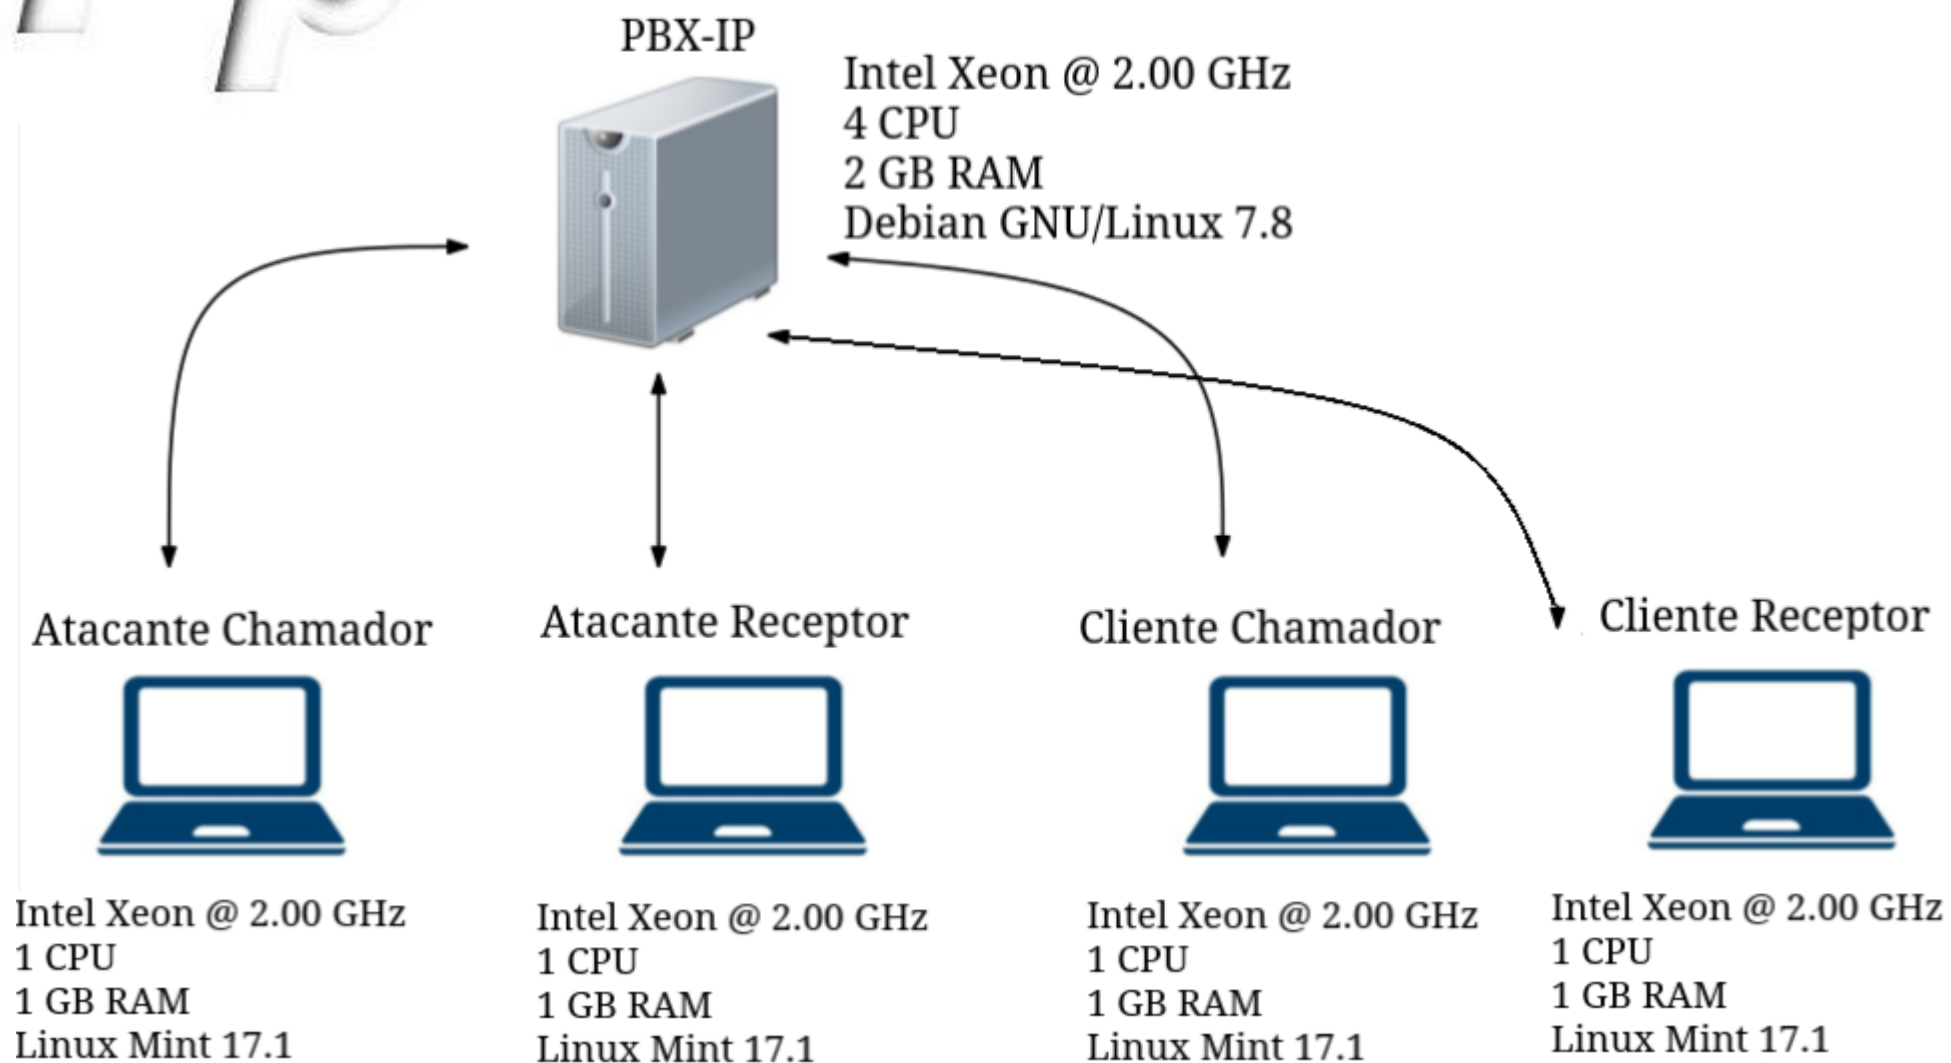 PBX-IP
Intel Xeon @ 2.00 GHz
4 CPU
2 GB RAM
Debian GNU/Linux 7.8
Atacante Chamador
Intel Xeon @ 2.00 GHz
1 CPU
1 GB RAM
Linux Mint 17.1
Atacante Receptor
Intel Xeon @ 2.00 GHz
1 CPU
1 GB RAM
Linux Mint 17.1
Cliente Chamador
Intel Xeon @ 2.00 GHz
1 CPU
1 GB RAM
Linux Mint 17.1
Cliente Receptor
Intel Xeon @ 2.00 GHz
1 CPU
1 GB RAM
Linux Mint 17.1